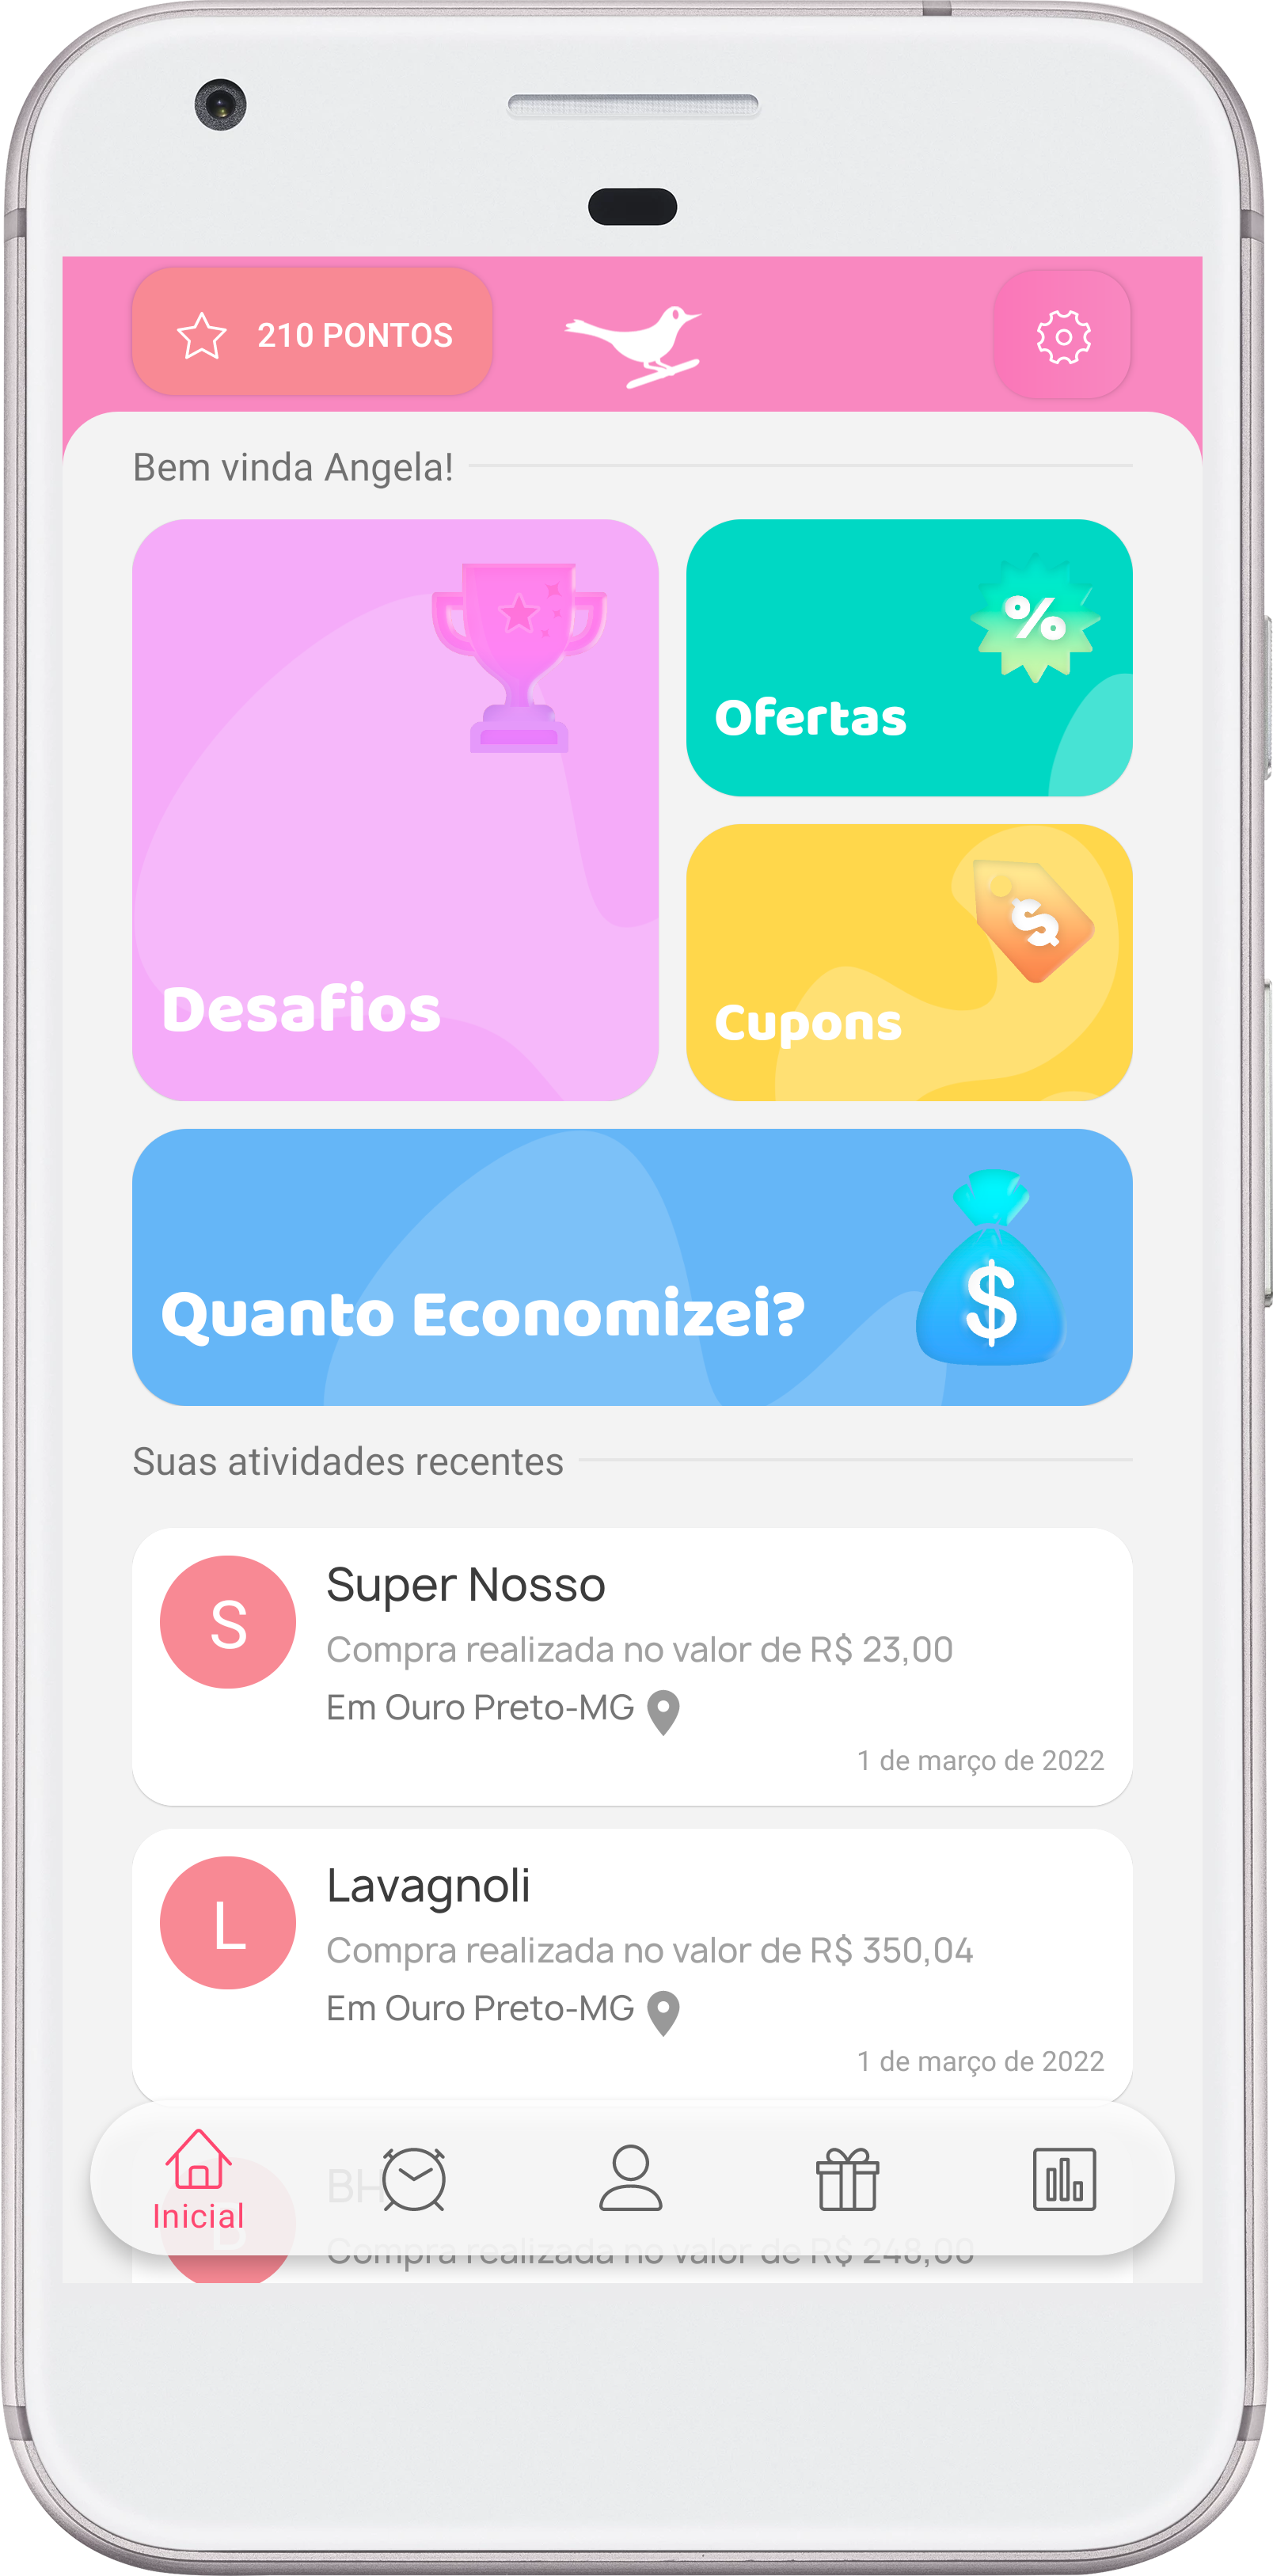 210 PONTOS
Bem vinda Angela!
%
Ofertas
Desafios
$
Cupons
Quanto Economizei?
$
Suas atividades recentes
S
Super Nosso
Compra realizada no valor de R$ 23,00
Em Ouro Preto-MG
1 de março de 2022
L
Lavagnoli
Compra realizada no valor de R$ 350,04
Em Ouro Preto-MG
1 de março de 2022
B
BH
Inicial
Compra realizada no valor de R$ 248,00